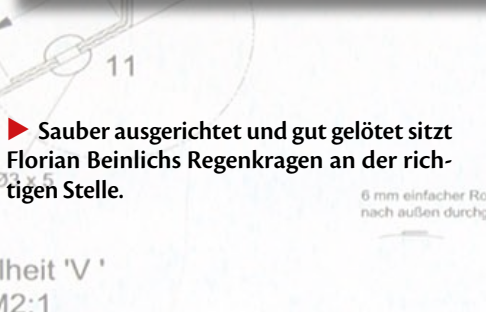 11
▶ Sauber ausgerichtet und gut gelötet sitzt
Florian Beinlichs Regenkragen an der rich-
tigen Stelle.
6 mm einfacher Ro
nach außen durchg
lheit 'V '
M2:1